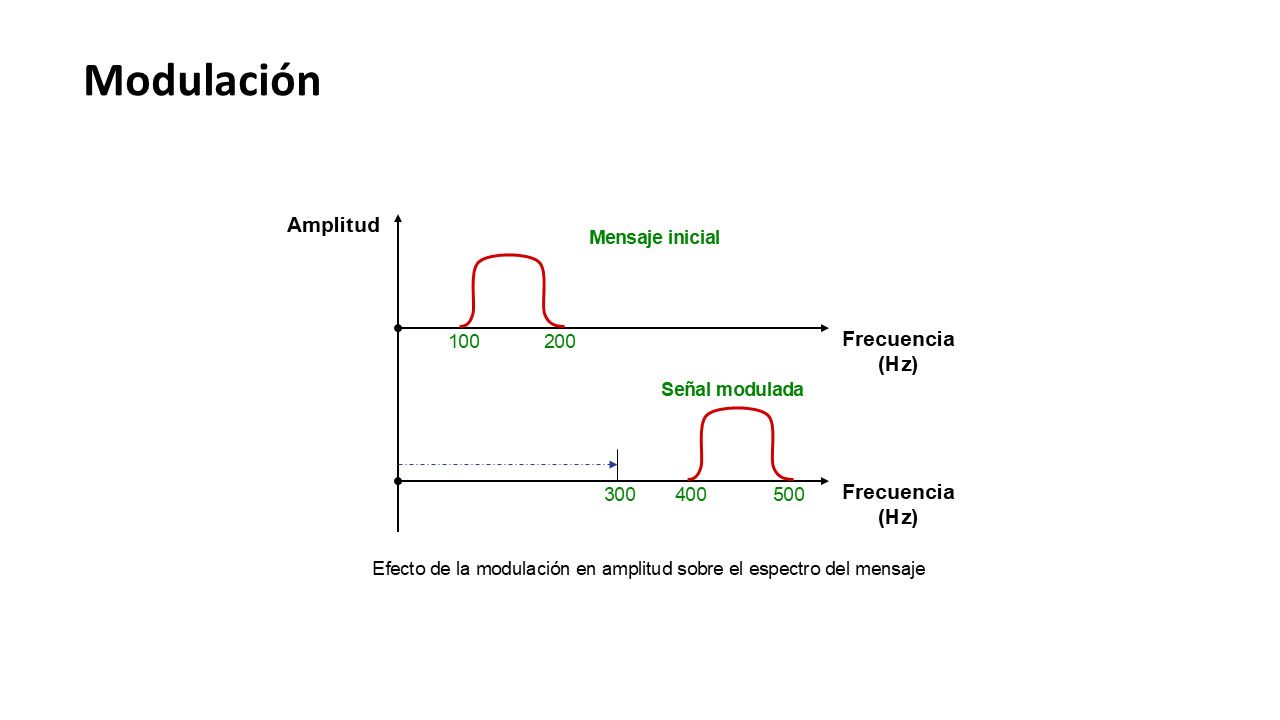 Modulación
Amplitud
Mensaje inicial
100
200
Frecuencia
(Hz)
Señal modulada
300
400
500
Frecuencia
(Hz)
Efecto de la modulación en amplitud sobre el espectro del mensaje